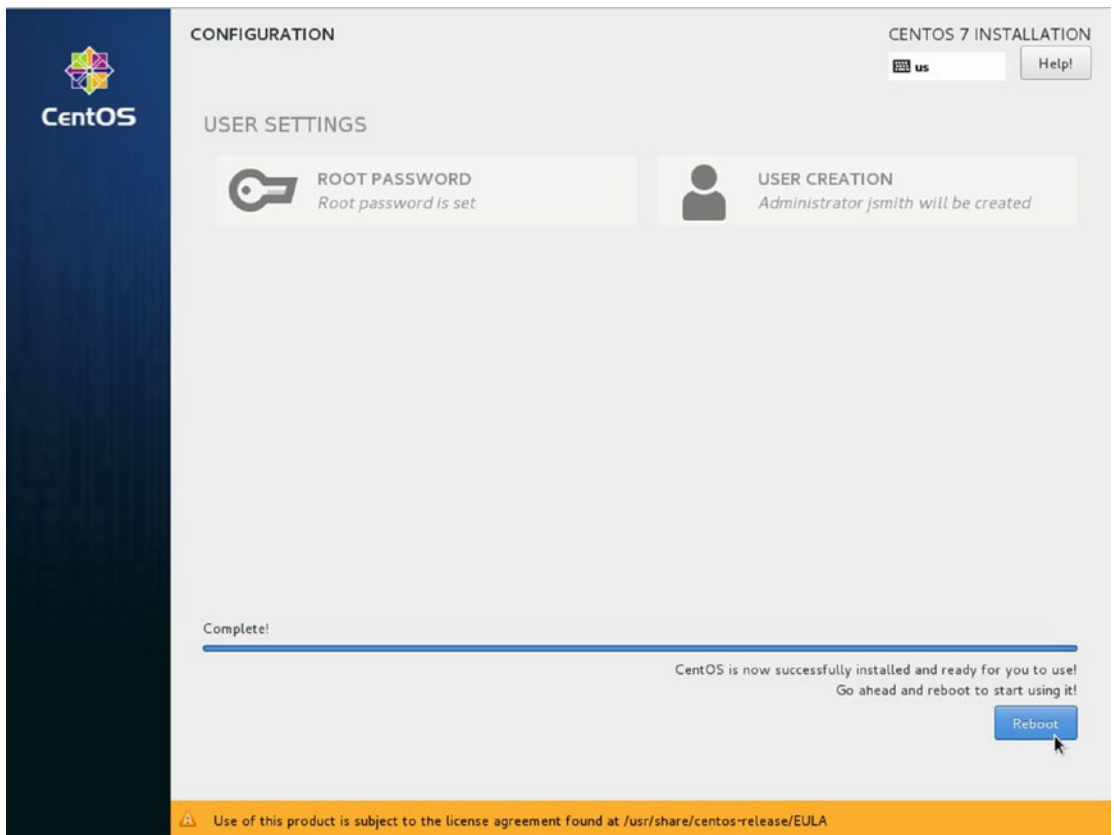 CentOS
CONFIGURATION
CENTOS 7 INSTALLATION
us
Help!
USER SETTINGS
ROOT PASSWORD
Root password is set
USER CREATION
Administrator jsmith will be created
Complete!
CentOS is now successfully installed and ready for you to use!
Go ahead and reboot to start using it!
Reboot
Use of this product is subject to the license agreement found at /usr/share/centos-release/EULA